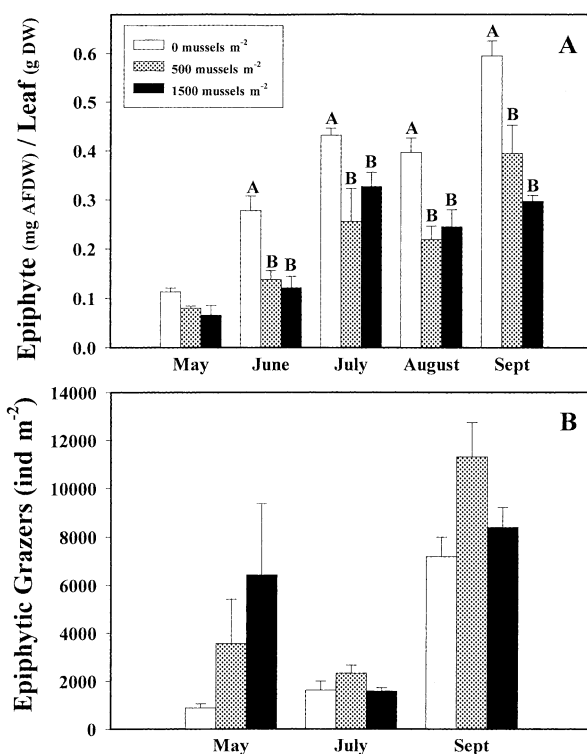 A
0 mussels m⁻²
500 mussels m⁻²
1500 mussels m⁻²
Epiphyte (mg AFDW) / Leaf (g DW)
0.6
0.5
0.4
0.3
0.2
0.1
0.0
A B B
A B B
A B B
A B B
May June July August Sept
B
Epiphytic Grazers (ind m⁻²)
14000
12000
10000
8000
6000
4000
2000
0
May July Sept